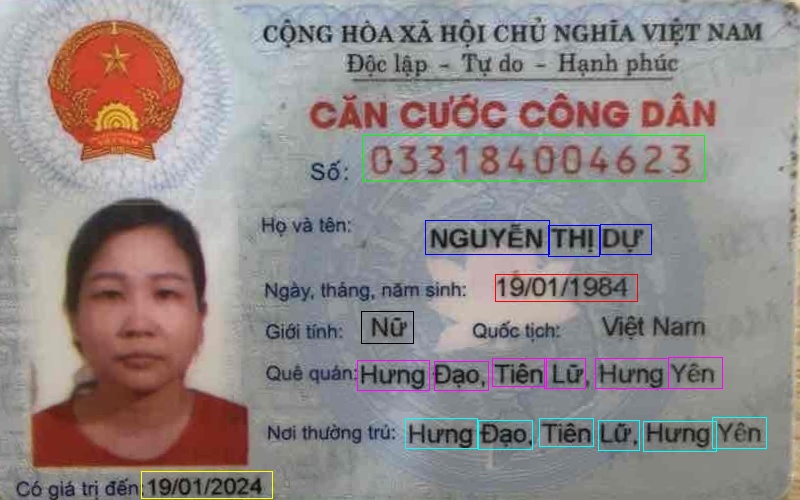 CỘNG HÒA XÃ HỘI CHỦ NGHĨA VIỆT NAM
Độc lập - Tự do - Hạnh phúc
CĂN CƯỚC CÔNG DÂN
Số: 033184004623
Họ và tên: NGUYỄN THỊ DỰ
Ngày, tháng, năm sinh: 19/01/1984
Giới tính: Nữ Quốc tịch: Việt Nam
Quê quán: Hưng Đạo, Tiên Lữ, Hưng Yên
Nơi thường trú: Hưng Đạo, Tiên Lữ, Hưng Yên
Có giá trị đến: 19/01/2024